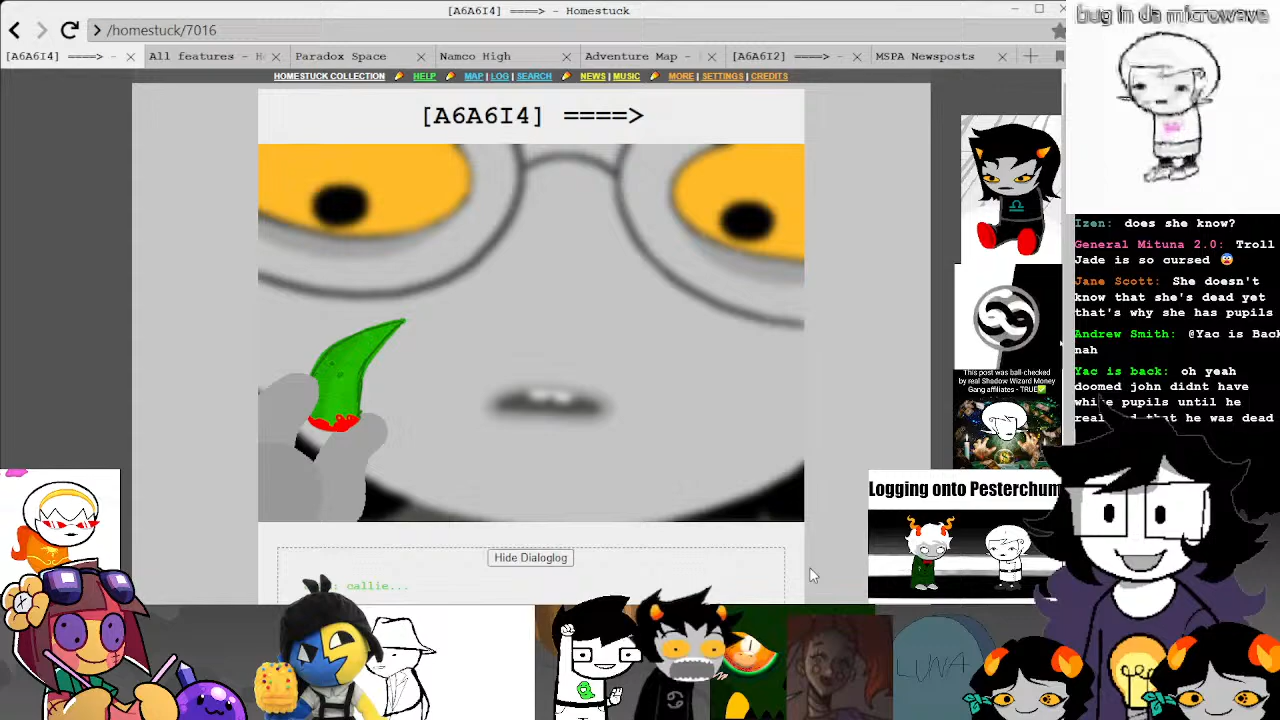 [A6A6I4] ====> - Homestuck
/homestuck/7016
[A6A6I4] ====> -
All features - H
Paradox Space
Namco High
Adventure Map -
[A6A6I2] ====> -
MSPA Newsposts
HOMESTUCK COLLECTION HELP MAP | LOG | SEARCH NEWS | MUSIC MORE | SETTINGS | CREDITS
[A6A6I4] ====>
Hide Dialoglog
: callie...
bug in da microwave
Izen: does she know?
General Mituna 2.0: Troll
Jade is so cursed 😨
Jane Scott: She doesn't
know that she's dead yet
that's why she has pupils
Andrew Smith: @Yac is Back
nah
Yac is back: oh yeah
doomed john didnt have
white pupils until he
that he was dead
This post was ball-checked
by real Shadow Wizard Money
Gang affiliates - TRUE✅
Logging onto Pesterchum
LUNA